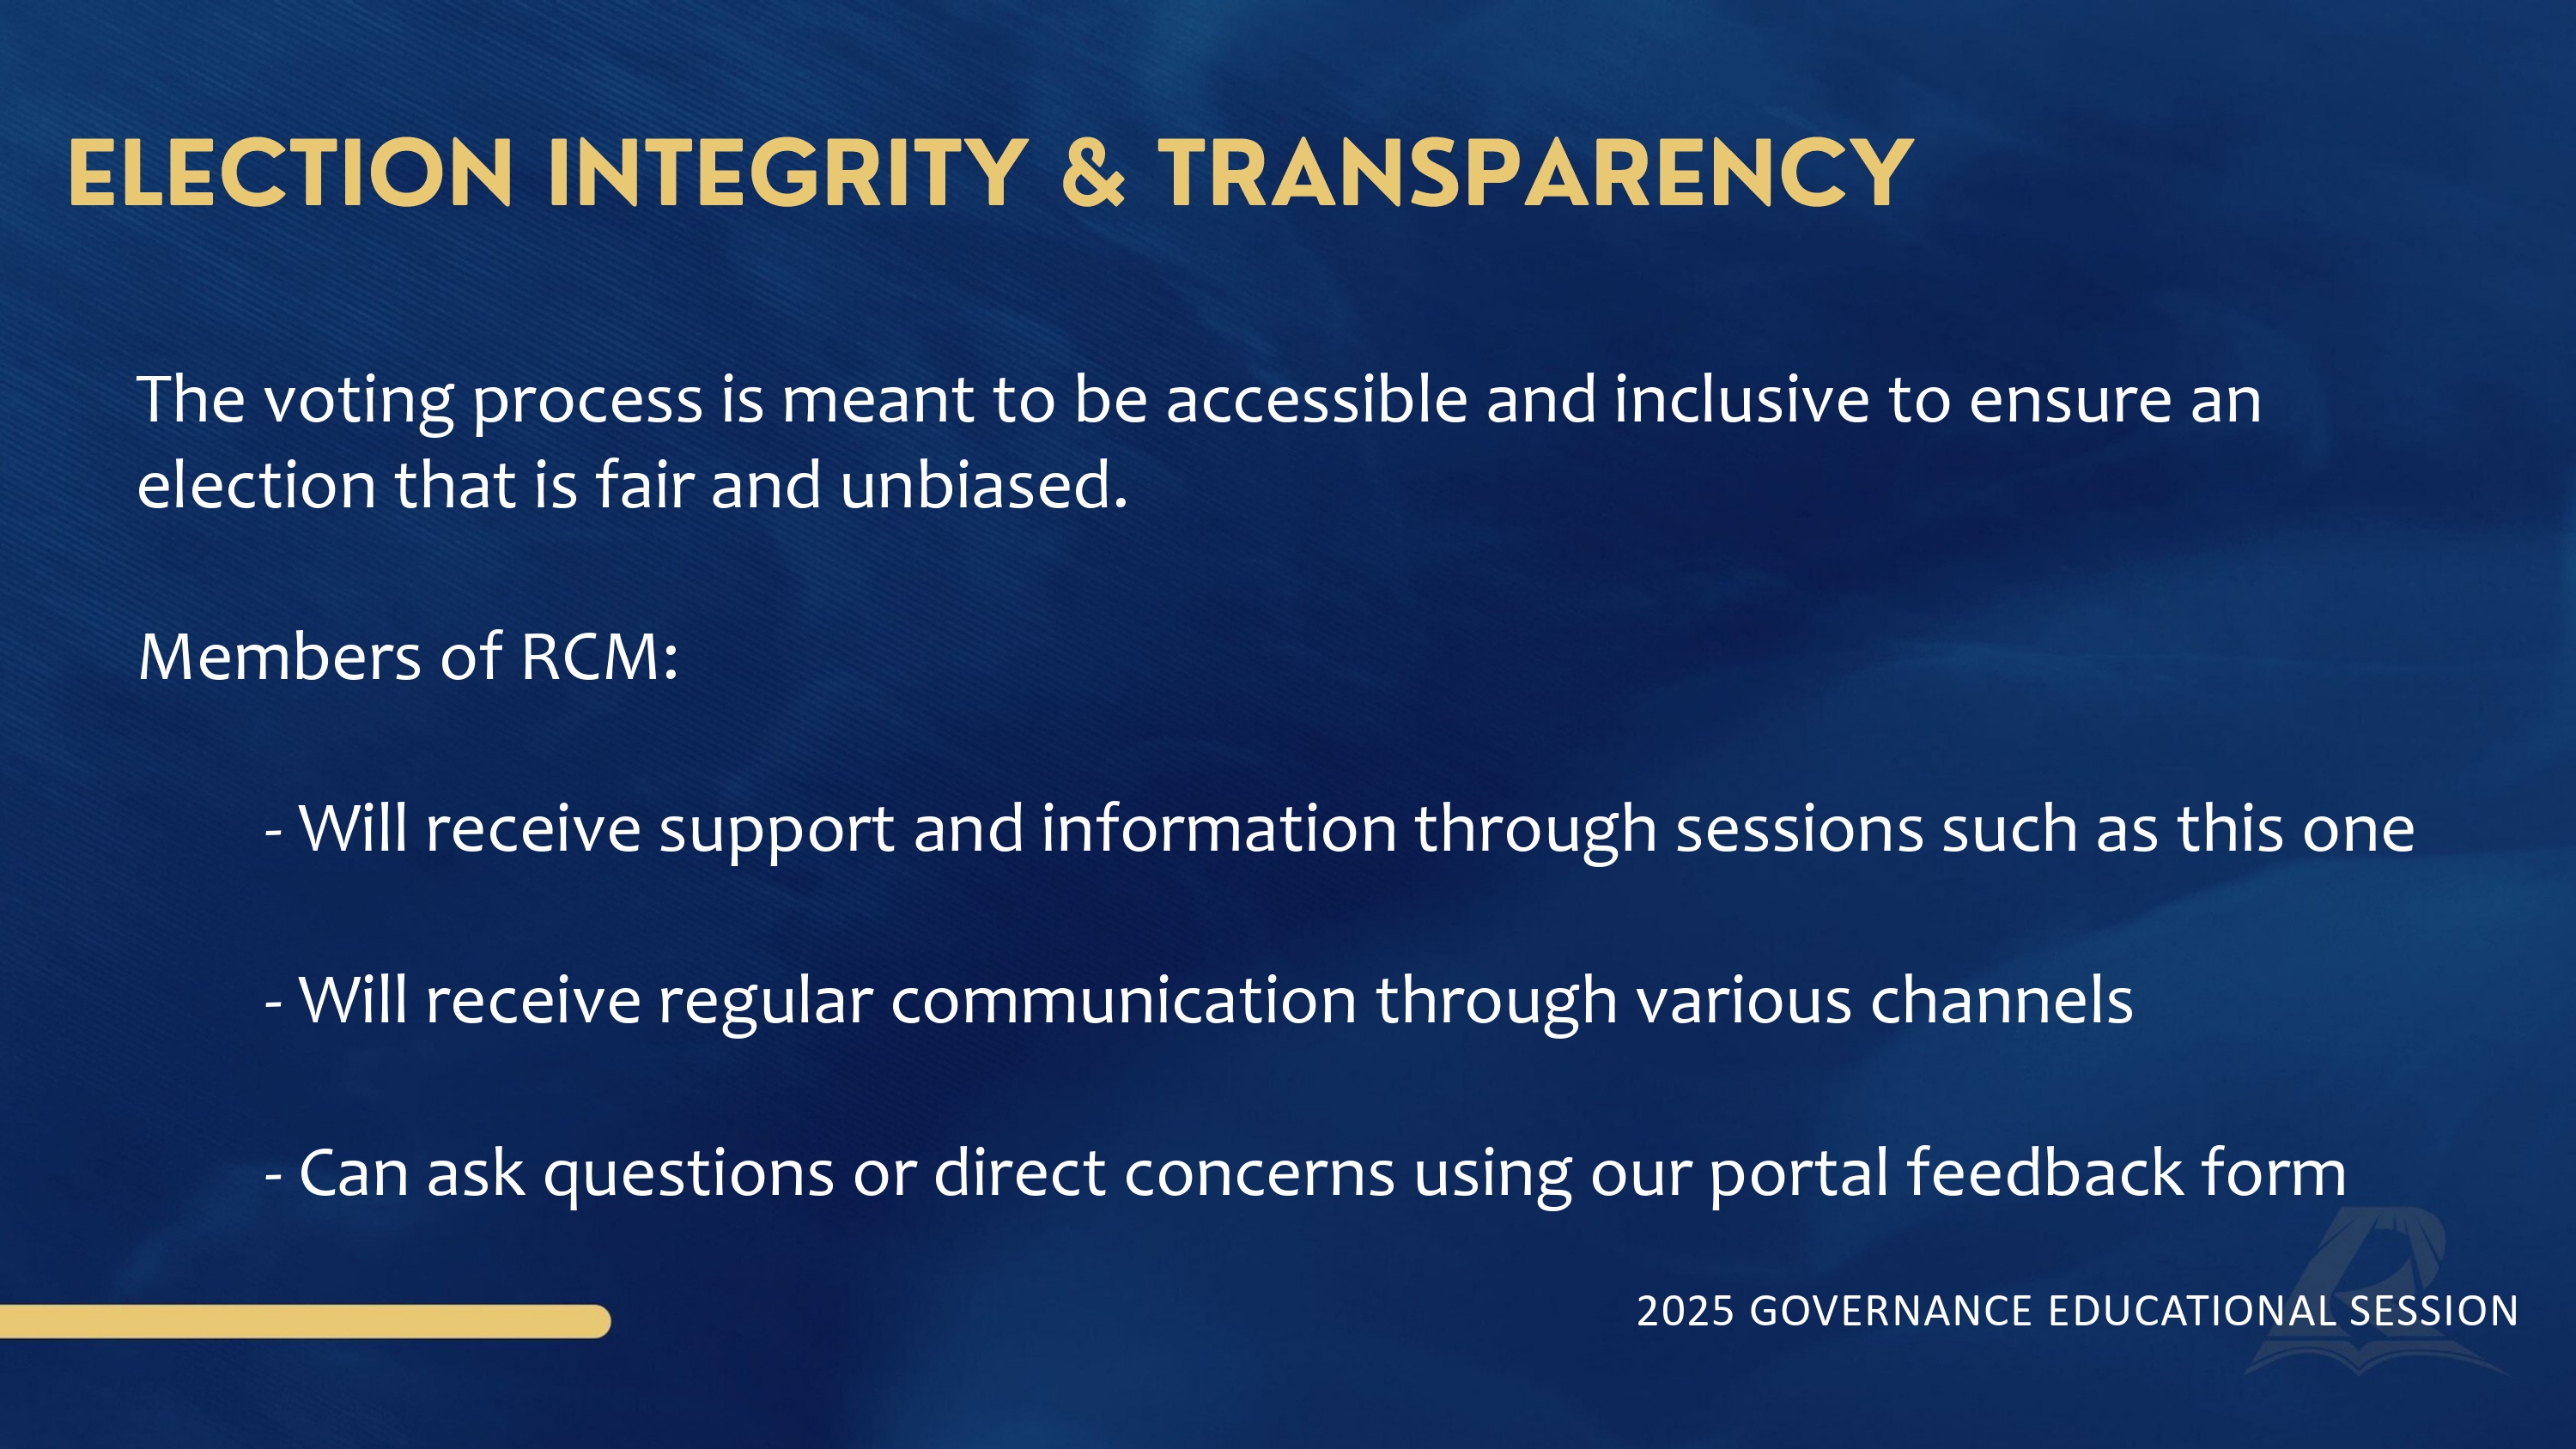 ELECTION INTEGRITY & TRANSPARENCY
The voting process is meant to be accessible and inclusive to ensure an
election that is fair and unbiased.
Members of RCM:
- Will receive support and information through sessions such as this one
- Will receive regular communication through various channels
- Can ask questions or direct concerns using our portal feedback form
2025 GOVERNANCE EDUCATIONAL SESSION